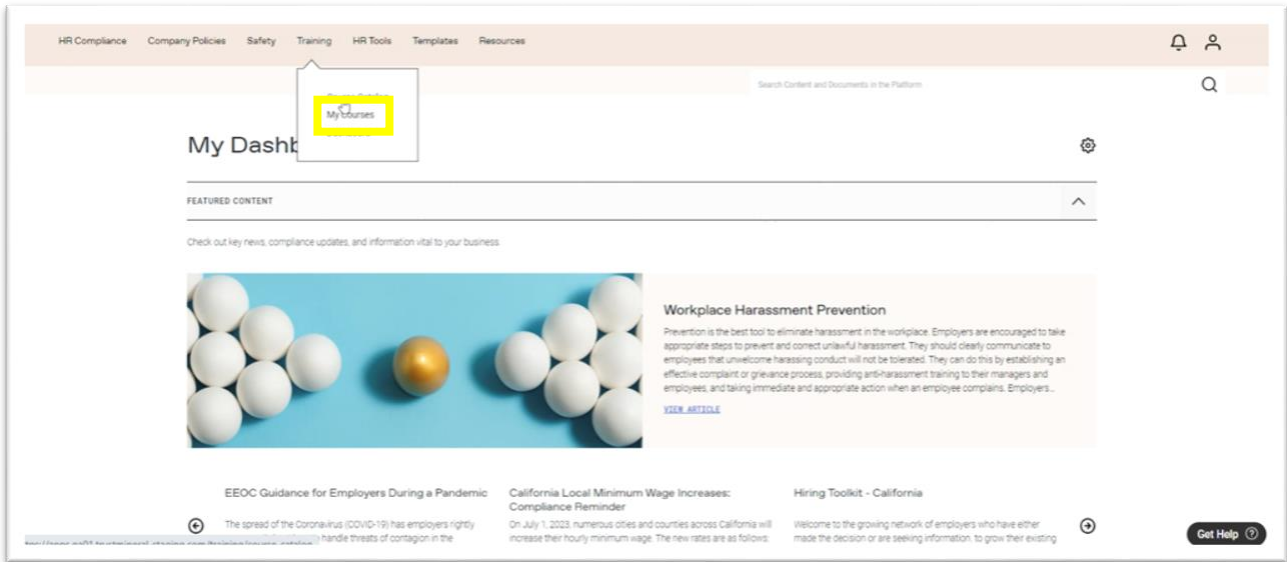 HR Compliance Company Policies Safety Training HR Tools Templates Resources
Search Content and Documents in the Platform
My Courses
My Dashb
FEATURED CONTENT
Check out key news, compliance updates, and information vital to your business
Workplace Harassment Prevention
Prevention is the best tool to eliminate harassment in the workplace. Employers are encouraged to take
appropriate steps to prevent and correct unlawful harassment. They should clearly communicate to
employees that unwelcome harassing conduct will not be tolerated. They can do this by establishing an
effective complaint or grievance process, providing anti-harassment training to their managers and
employees, and taking immediate and appropriate action when an employee complains. Employers...
VIEW ARTICLE
EEOC Guidance for Employers During a Pandemic
The spread of the Coronavirus (COVID-19) has employers rightly
handle threats of contagion in the
California Local Minimum Wage Increases:
Compliance Reminder
On July 1, 2023, numerous cities and counties across California will
increase their hourly minimum wage. The new rates are as follows:
Hiring Toolkit - California
Welcome to the growing network of employers who have either
made the decision or are seeking information, to grow their existing
Get Help